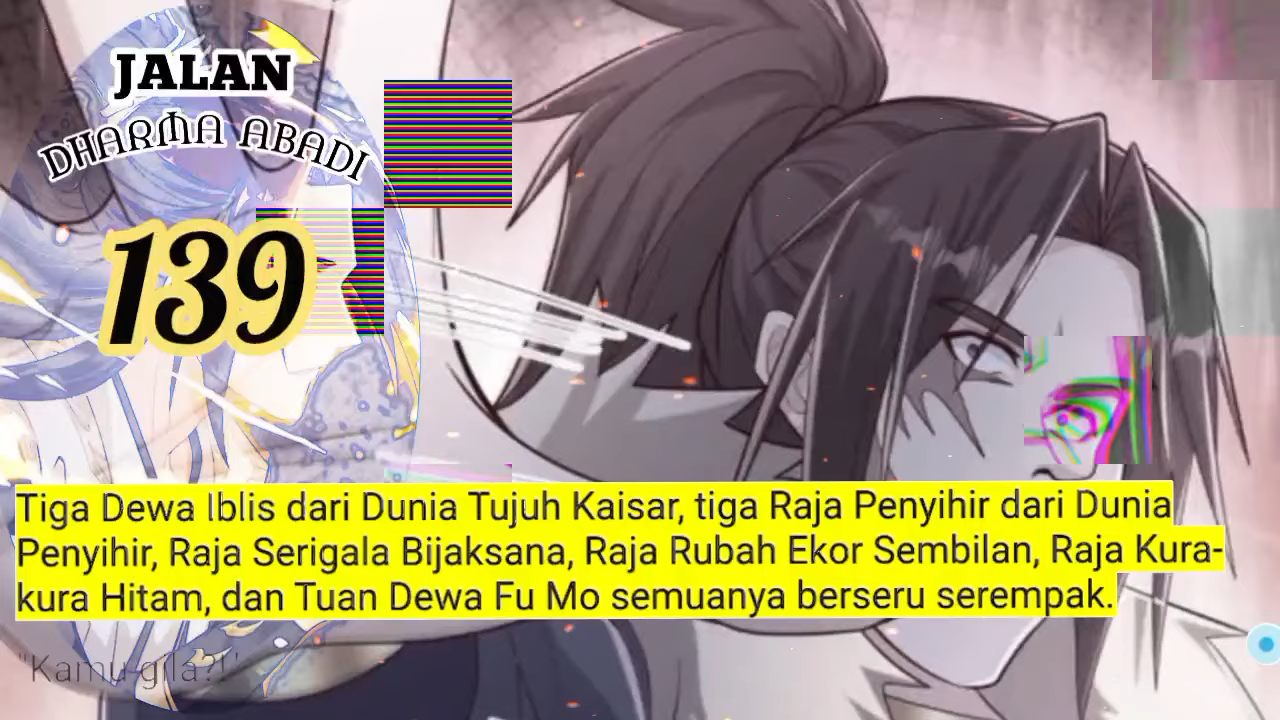 JALAN
DHARMA ABADI
139
Tiga Dewa Iblis dari Dunia Tujuh Kaisar, tiga Raja Penyihir dari Dunia
Penyihir, Raja Serigala Bijaksana, Raja Rubah Ekor Sembilan, Raja Kura-
kura Hitam, dan Tuan Dewa Fu Mo semuanya berseru serempak.
"Kamu gila?!"